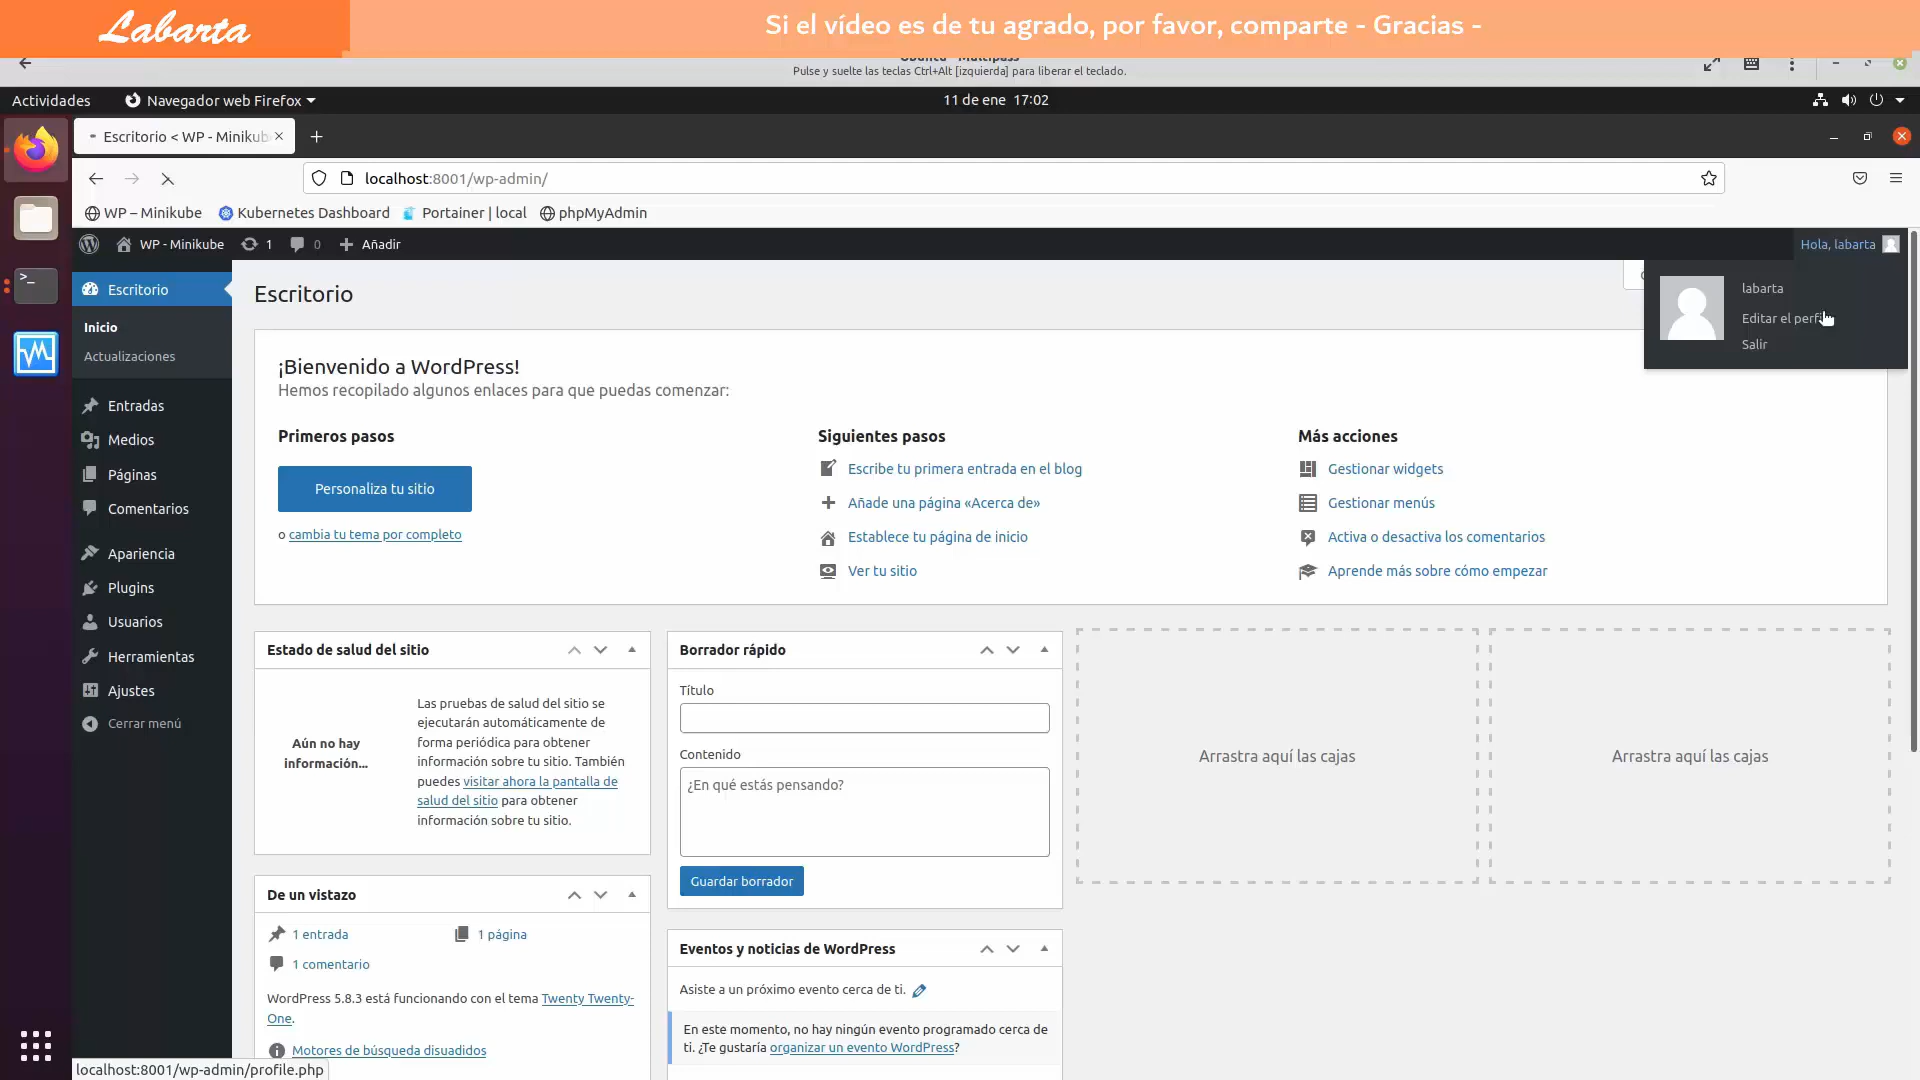 Labarta
Si el vídeo es de tu agrado, por favor, comparte - Gracias -
Pulse y suelte las teclas Ctrl+Alt [izquierda] para liberar el teclado.
Actividades
Navegador web Firefox
11 de ene 17:02
Escritorio < WP - Minikub
localhost:8001/wp-admin/
WP – Minikube
Kubernetes Dashboard
Portainer | local
phpMyAdmin
WP - Minikube
1
0
Añadir
Hola, labarta
labarta
Editar el perfi
Salir
Escritorio
Inicio
Actualizaciones
Entradas
Medios
Páginas
Comentarios
Apariencia
Plugins
Usuarios
Herramientas
Ajustes
Cerrar menú
Escritorio
¡Bienvenido a WordPress!
Hemos recopilado algunos enlaces para que puedas comenzar:
Primeros pasos
Personaliza tu sitio
o cambia tu tema por completo
Siguientes pasos
Escribe tu primera entrada en el blog
Añade una página «Acerca de»
Establece tu página de inicio
Ver tu sitio
Más acciones
Gestionar widgets
Gestionar menús
Activa o desactiva los comentarios
Aprende más sobre cómo empezar
Estado de salud del sitio
Aún no hay
información...
Las pruebas de salud del sitio se
ejecutarán automáticamente de
forma periódica para obtener
información sobre tu sitio. También
puedes visitar ahora la pantalla de
salud del sitio para obtener
información sobre tu sitio.
De un vistazo
1 entrada
1 página
1 comentario
WordPress 5.8.3 está funcionando con el tema Twenty Twenty-
One.
Motores de búsqueda disuadidos
Borrador rápido
Título
Contenido
¿En qué estás pensando?
Guardar borrador
Eventos y noticias de WordPress
Asiste a un próximo evento cerca de ti.
En este momento, no hay ningún evento programado cerca de
ti. ¿Te gustaría organizar un evento WordPress?
Arrastra aquí las cajas
Arrastra aquí las cajas
localhost:8001/wp-admin/profile.php